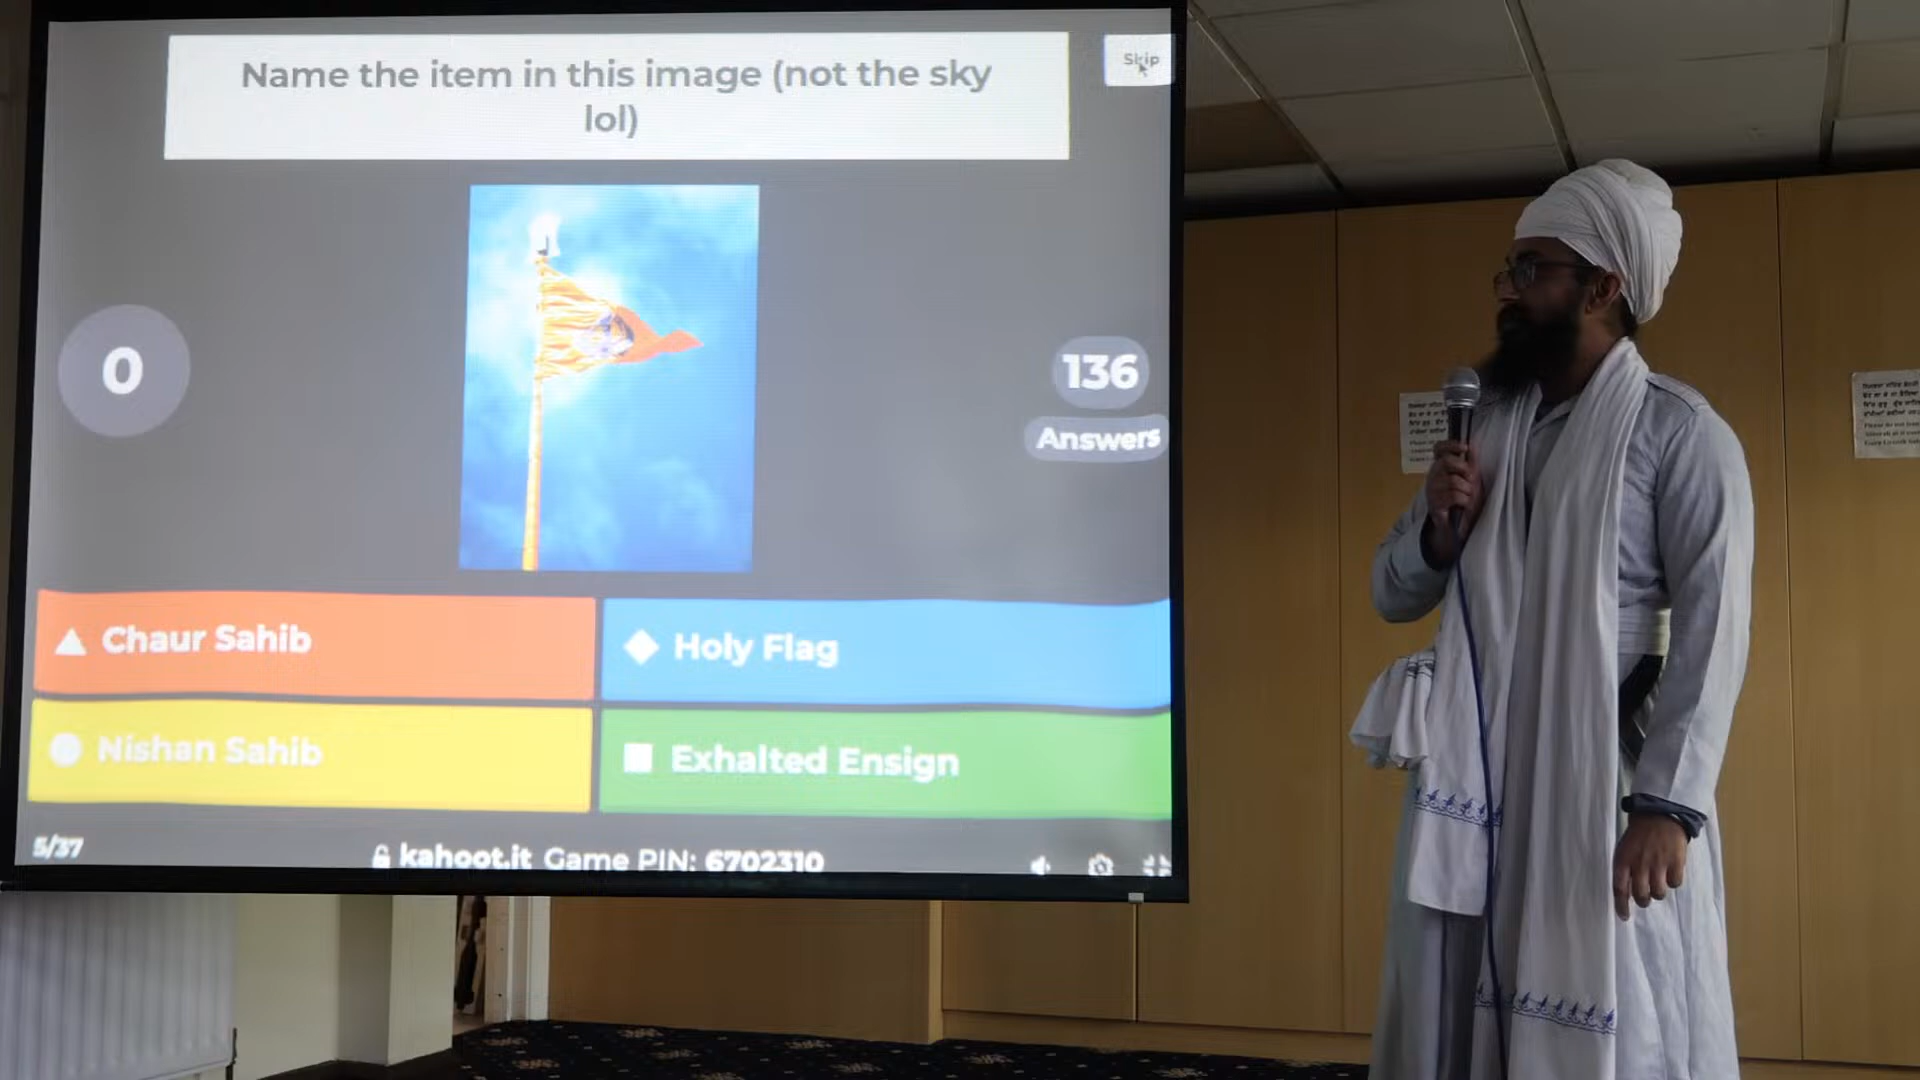 Name the item in this image (not the sky
lol)
Skip
0
136
Answers
Chaur Sahib
Holy Flag
Nishan Sahib
Exhalted Ensign
5/37
kahoot.it Game PIN: 6702310